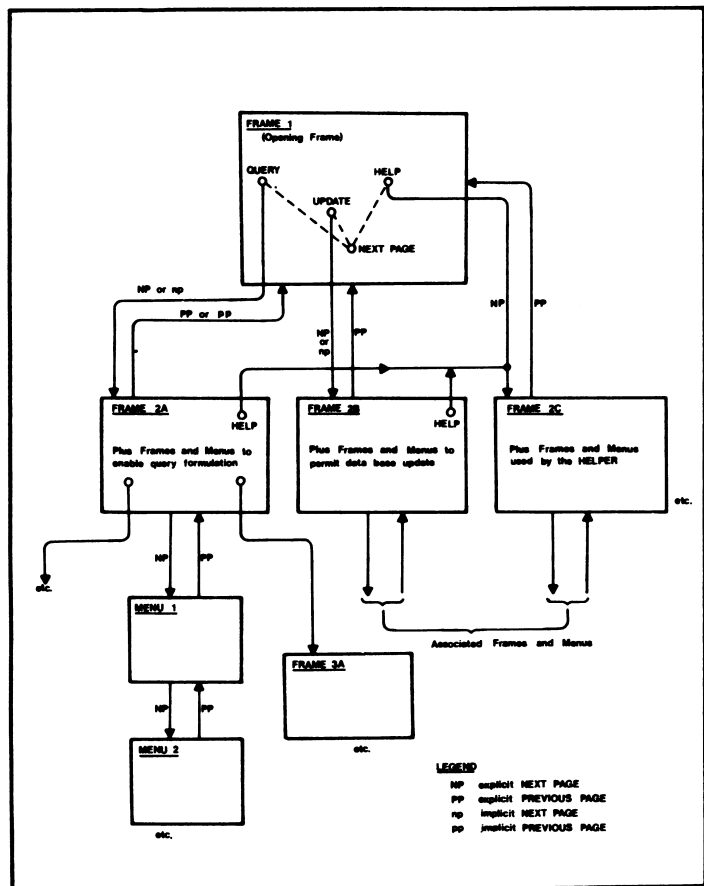 FRAME 1
(Opening Frame)
QUERY
HELP
UPDATE
NEXT PAGE
NP or np
PP or pp
NP
or
np
PP
NP
PP
FRAME 2A
HELP
Plus Frames and Menus to
enable query formulation
FRAME 2B
HELP
Plus Frames and Menus to
permit data base update
FRAME 2C
Plus Frames and Menus
used by the HELPER
etc.
etc.
NP
PP
MENU 1
NP
PP
MENU 2
etc.
FRAME 3A
etc.
Associated Frames and Menus
LEGEND
NP explicit NEXT PAGE
PP explicit PREVIOUS PAGE
np implicit NEXT PAGE
pp implicit PREVIOUS PAGE